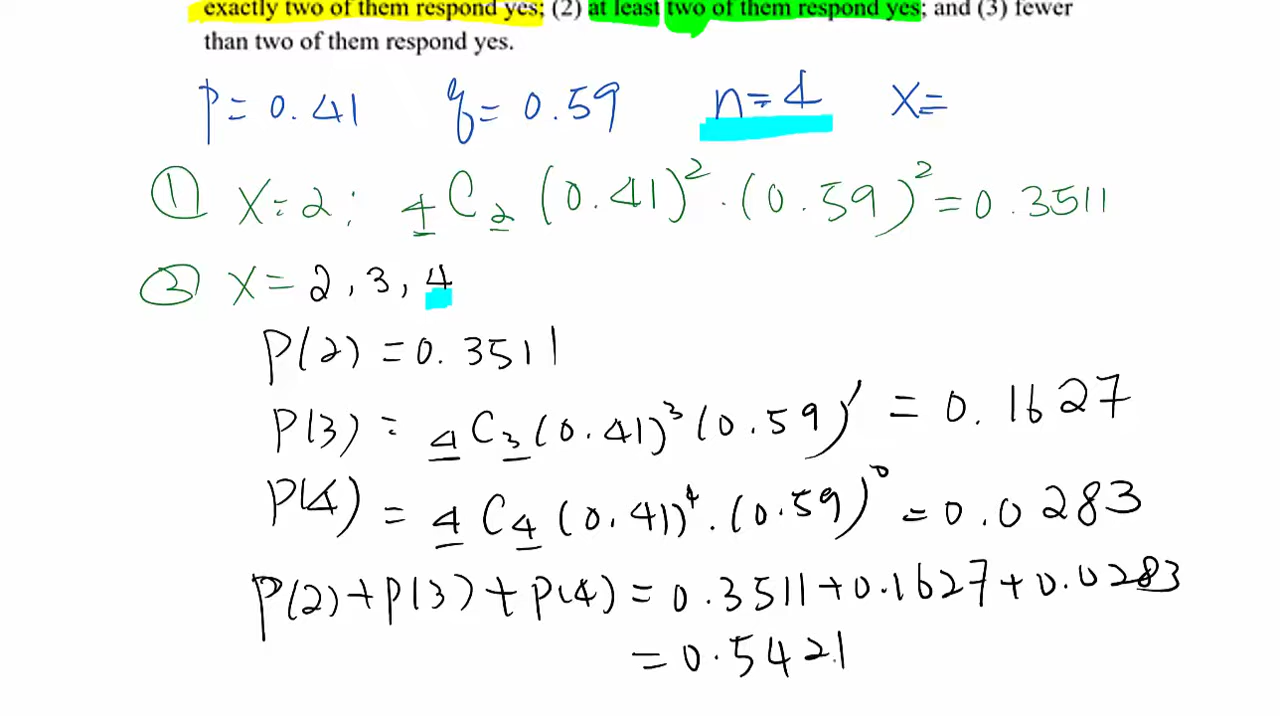 exactly two of them respond yes; (2) at least two of them respond yes; and (3) fewer
than two of them respond yes.
p = 0.41 q = 0.59 n = 4 x =
① x = 2 ; ₄C₂ (0.41)² · (0.59)² = 0.3511
② x = 2 , 3 , 4
P(2) = 0.3511
P(3) = ₄C₃ (0.41)³ (0.59)¹ = 0.1627
P(4) = ₄C₄ (0.41)⁴ · (0.59)⁰ = 0.0283
P(2) + P(3) + P(4) = 0.3511 + 0.1627 + 0.0283
= 0.5421